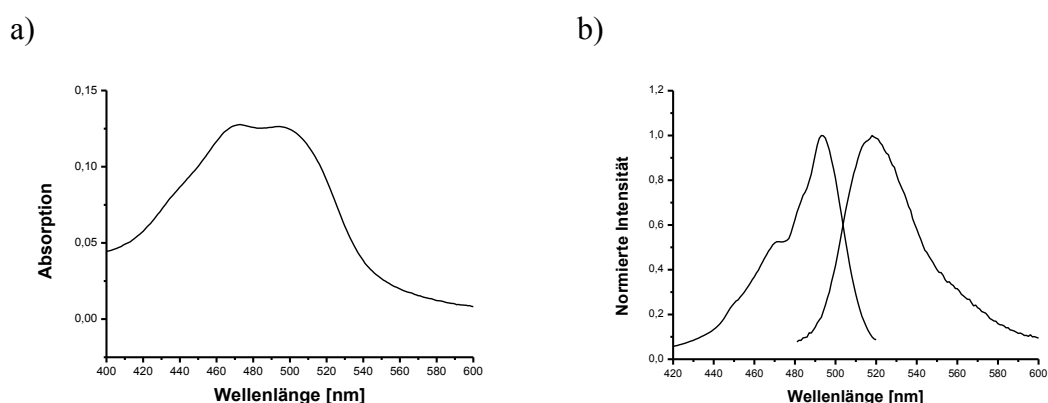 a)
0,15
0,10
0,05
0,00
Absorption
400 420 440 460 480 500 520 540 560 580 600
Wellenlänge [nm]
b)
1,2
1,0
0,8
0,6
0,4
0,2
0,0
Normierte Intensität
420 440 460 480 500 520 540 560 580 600
Wellenlänge [nm]